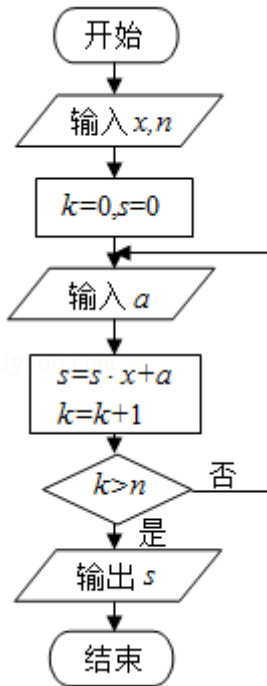 开始
输入 x,n
k=0,s=0
输入 a
s=s·x+a
k=k+1
k>n
否
是
输出 s
结束